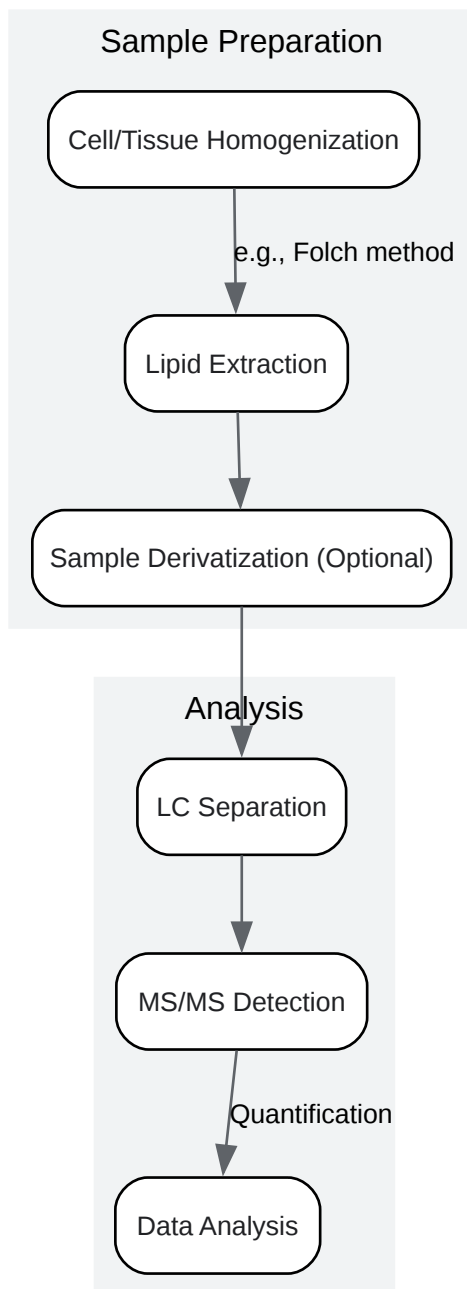 Sample Preparation
Cell/Tissue Homogenization
e.g., Folch method
Lipid Extraction
Sample Derivatization (Optional)
Analysis
LC Separation
MS/MS Detection
Quantification
Data Analysis